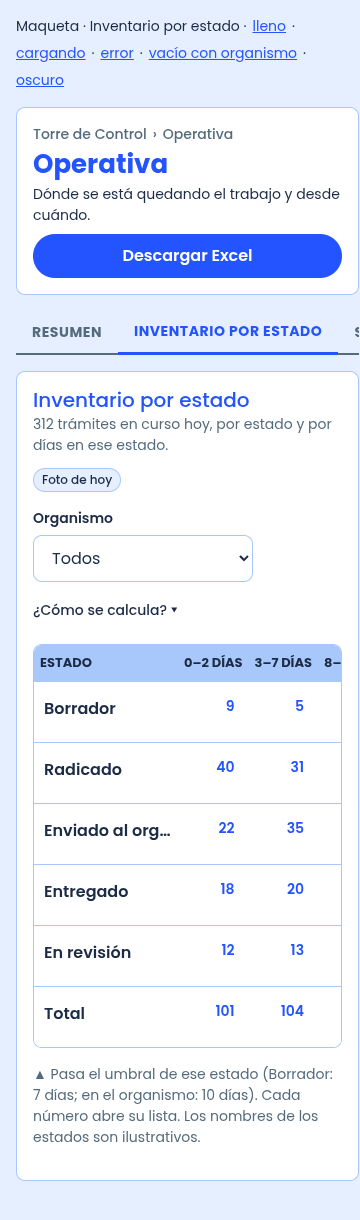 Maqueta · Inventario por estado · lleno ·
cargando · error · vacío con organismo ·
oscuro
Torre de Control › Operativa
Operativa
Dónde se está quedando el trabajo y desde
cuándo.
Descargar Excel
RESUMEN INVENTARIO POR ESTADO S
Inventario por estado
312 trámites en curso hoy, por estado y por
días en ese estado.
Foto de hoy
Organismo
Todos
¿Cómo se calcula? ▾
ESTADO 0–2 DÍAS 3–7 DÍAS 8–
Borrador 9 5
Radicado 40 31
Enviado al org… 22 35
Entregado 18 20
En revisión 12 13
Total 101 104
▲ Pasa el umbral de ese estado (Borrador:
7 días; en el organismo: 10 días). Cada
número abre su lista. Los nombres de los
estados son ilustrativos.